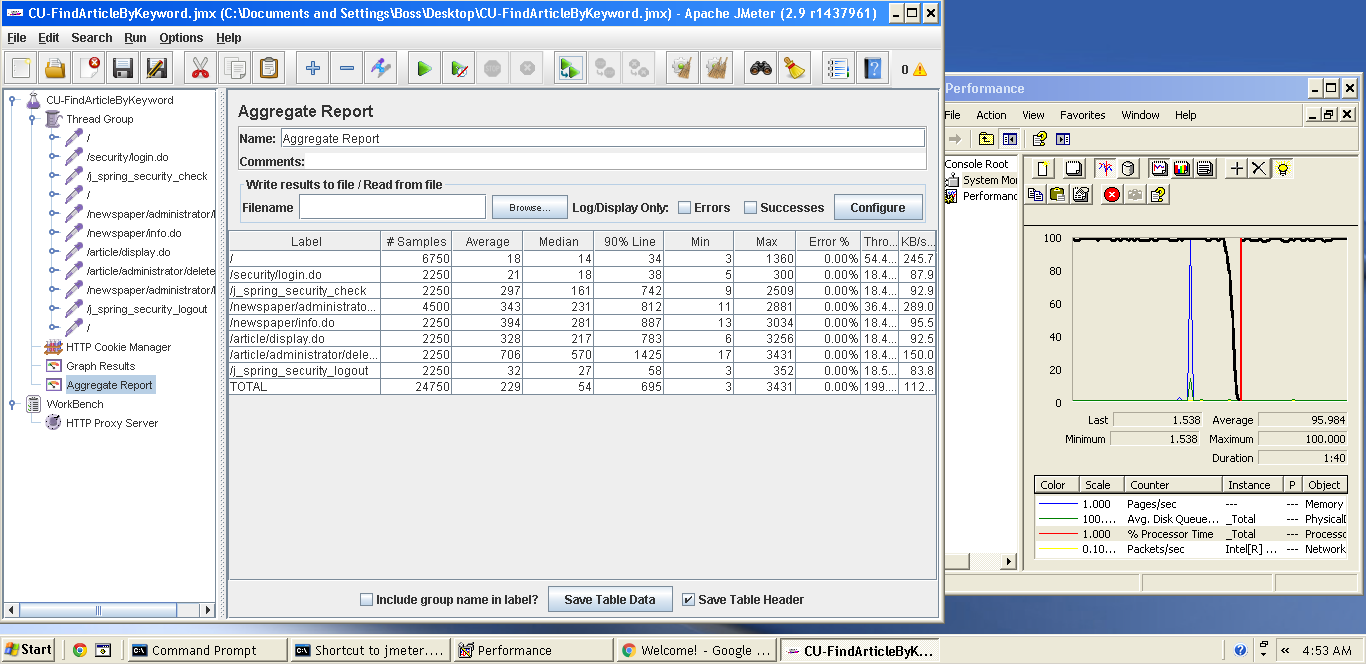 CU-FindArticleByKeyword.jmx (C:\Documents and Settings\Boss\Desktop\CU-FindArticleByKeyword.jmx) - Apache JMeter (2.9 r1437961)
File Edit Search Run Options Help
0
CU-FindArticleByKeyword
Thread Group
/
/security/login.do
/j_spring_security_check
/
/newspaper/administrator/l
/newspaper/info.do
/article/display.do
/article/administrator/delete
/newspaper/administrator/l
/j_spring_security_logout
/
HTTP Cookie Manager
Graph Results
Aggregate Report
WorkBench
HTTP Proxy Server
Aggregate Report
Name: Aggregate Report
Comments:
Write results to file / Read from file
Filename Browse... Log/Display Only: Errors Successes Configure
Label # Samples Average Median 90% Line Min Max Error % Thro... KB/s...
/ 6750 18 14 34 3 1360 0.00% 54.4... 245.7
/security/login.do 2250 21 18 38 5 300 0.00% 18.4... 87.9
/j_spring_security_check 2250 297 161 742 9 2509 0.00% 18.4... 92.9
/newspaper/administrato... 4500 343 231 812 11 2881 0.00% 36.4... 289.0
/newspaper/info.do 2250 394 281 887 13 3034 0.00% 18.4... 95.5
/article/display.do 2250 328 217 783 6 3256 0.00% 18.4... 92.5
/article/administrator/dele... 2250 706 570 1425 17 3431 0.00% 18.4... 150.0
/j_spring_security_logout 2250 32 27 58 3 352 0.00% 18.5... 83.8
TOTAL 24750 229 54 695 3 3431 0.00% 199.... 112...
Include group name in label? Save Table Data Save Table Header
Performance
File Action View Favorites Window Help
Console Root
System Mo
Performanc
100
80
60
40
20
0
Last 1.538 Average 95.984
Minimum 1.538 Maximum 100.000
Duration 1:40
Color Scale Counter Instance P Object
1.000 Pages/sec --- --- Memory
100.... Avg. Disk Queue... _Total --- Physical
1.000 % Processor Time _Total --- Processo
0.10... Packets/sec Intel[R] ... --- Network
Start Command Prompt Shortcut to jmeter.... Performance Welcome! - Google ... CU-FindArticleByK... « 4:53 AM